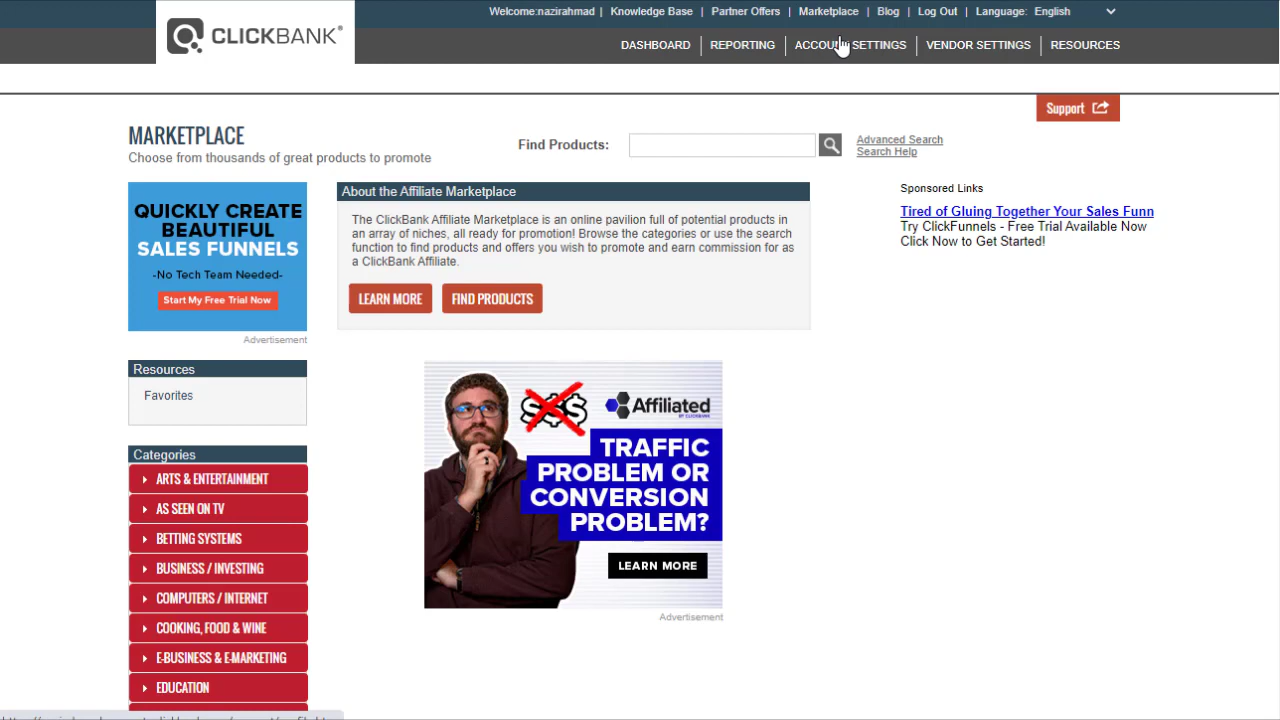 Welcome:nazirahmad | Knowledge Base | Partner Offers | Marketplace | Blog | Log Out | Language: English
CLICKBANK®
DASHBOARD | REPORTING | ACCOUNT SETTINGS | VENDOR SETTINGS | RESOURCES
Support
MARKETPLACE
Choose from thousands of great products to promote
Find Products:
Advanced Search
Search Help
QUICKLY CREATE
BEAUTIFUL
SALES FUNNELS
-No Tech Team Needed-
Start My Free Trial Now
Advertisement
About the Affiliate Marketplace
The ClickBank Affiliate Marketplace is an online pavilion full of potential products in
an array of niches, all ready for promotion! Browse the categories or use the search
function to find products and offers you wish to promote and earn commission for as
a ClickBank Affiliate.
LEARN MORE
FIND PRODUCTS
Sponsored Links
Tired of Gluing Together Your Sales Funn
Try ClickFunnels - Free Trial Available Now
Click Now to Get Started!
Resources
Favorites
Categories
ARTS & ENTERTAINMENT
AS SEEN ON TV
BETTING SYSTEMS
BUSINESS / INVESTING
COMPUTERS / INTERNET
COOKING, FOOD & WINE
E-BUSINESS & E-MARKETING
EDUCATION
$$$
Affiliated
BY CLICKBANK
TRAFFIC
PROBLEM OR
CONVERSION
PROBLEM?
LEARN MORE
Advertisement